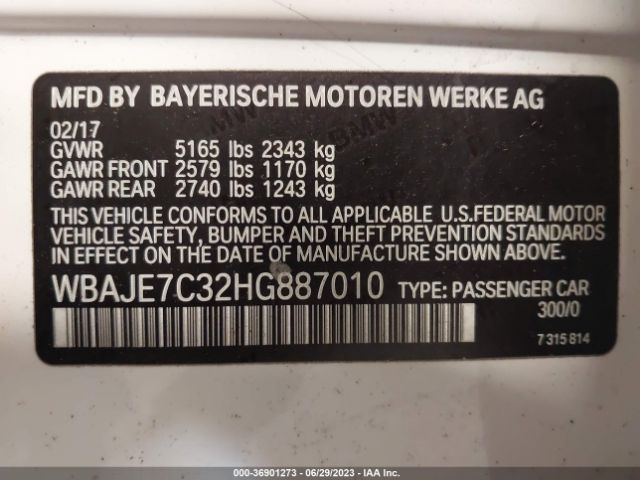 MFD BY BAYERISCHE MOTOREN WERKE AG
02/17
GVWR 5165 lbs 2343 kg
GAWR FRONT 2579 lbs 1170 kg
GAWR REAR 2740 lbs 1243 kg
THIS VEHICLE CONFORMS TO ALL APPLICABLE U.S.FEDERAL MOTOR
VEHICLE SAFETY, BUMPER AND THEFT PREVENTION STANDARDS
IN EFFECT ON THE DATE OF MANUFACTURE SHOWN ABOVE.
WBAJE7C32HG887010 TYPE: PASSENGER CAR
300/0
7 315 814
000-36901273 - 06/29/2023 - IAA Inc.